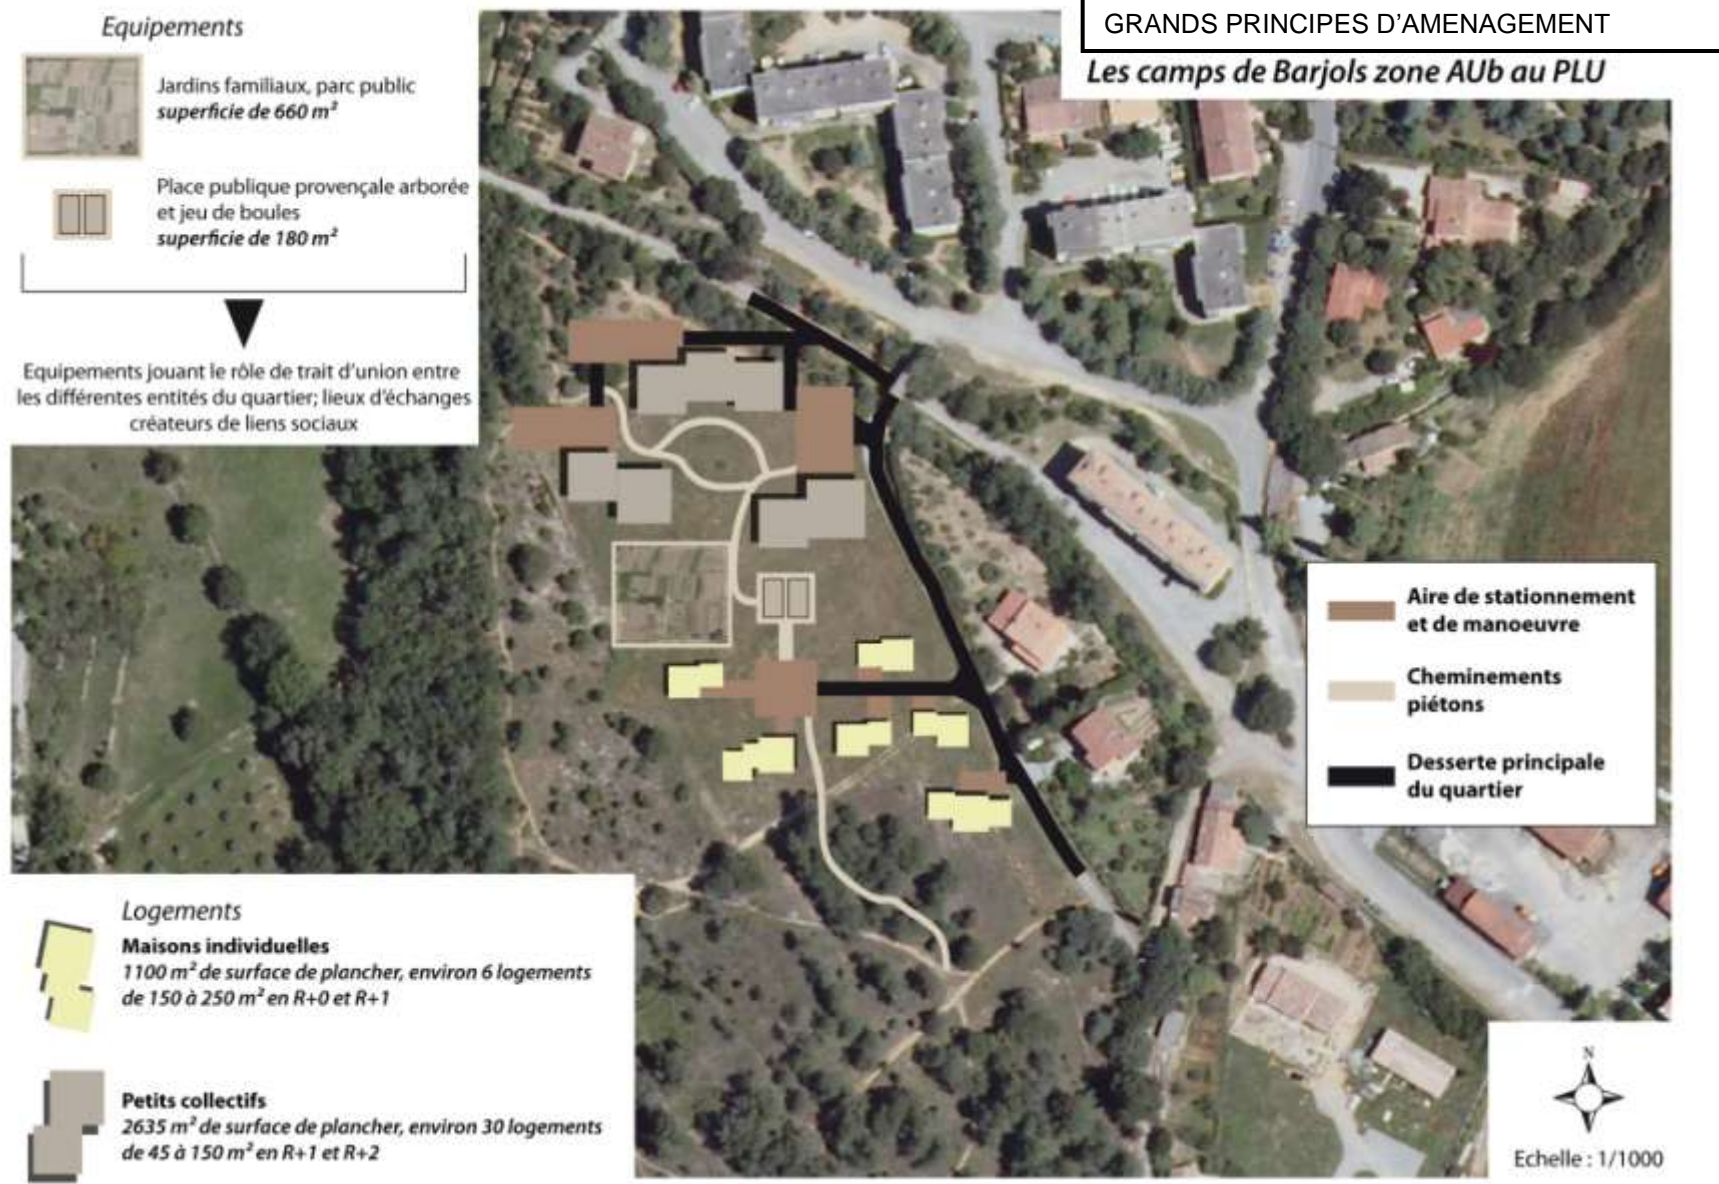 GRANDS PRINCIPES D'AMENAGEMENT
Les camps de Barjols zone AUb au PLU
Equipements
Jardins familiaux, parc public
superficie de 660 m²
Place publique provençale arborée
et jeu de boules
superficie de 180 m²
Equipements jouant le rôle de trait d'union entre
les différentes entités du quartier; lieux d'échanges
créateurs de liens sociaux
Aire de stationnement
et de manoeuvre
Cheminements
piétons
Desserte principale
du quartier
Logements
Maisons individuelles
1100 m² de surface de plancher, environ 6 logements
de 150 à 250 m² en R+0 et R+1
Petits collectifs
2635 m² de surface de plancher, environ 30 logements
de 45 à 150 m² en R+1 et R+2
N
Echelle : 1/1000